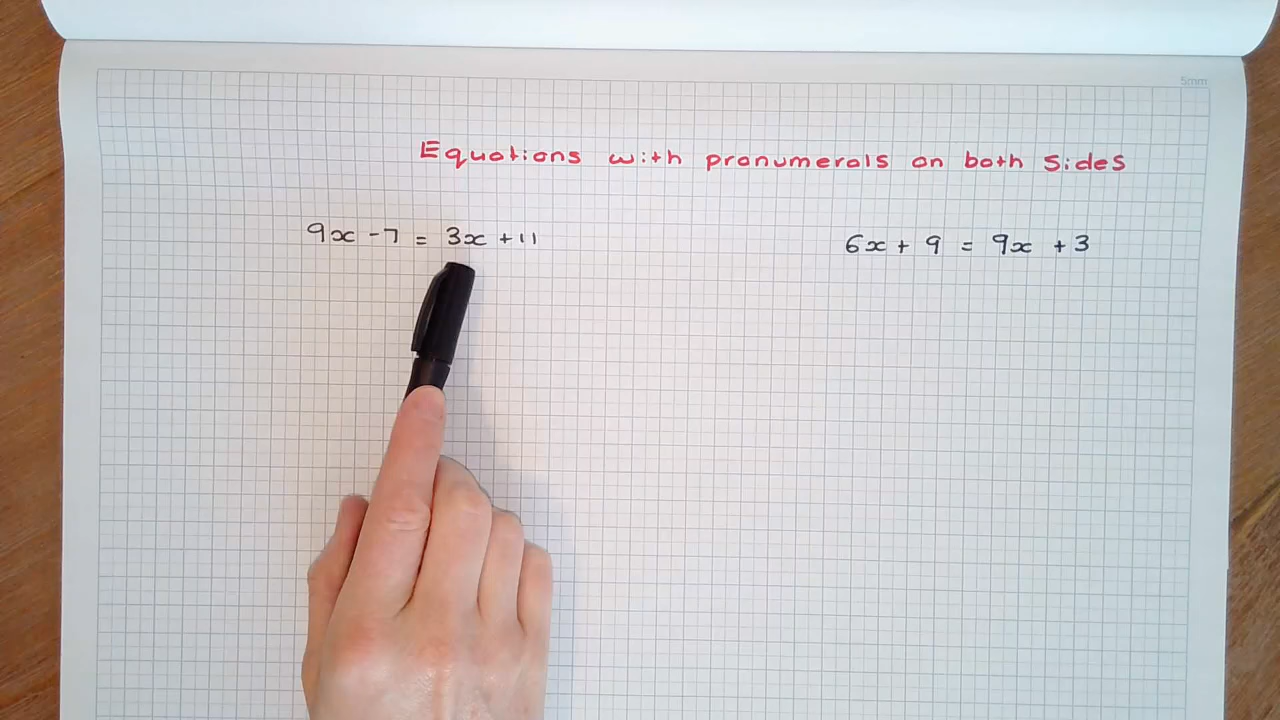 5mm
Equations with pronumerals on both sides
9x - 7 = 3x + 11
6x + 9 = 9x + 3